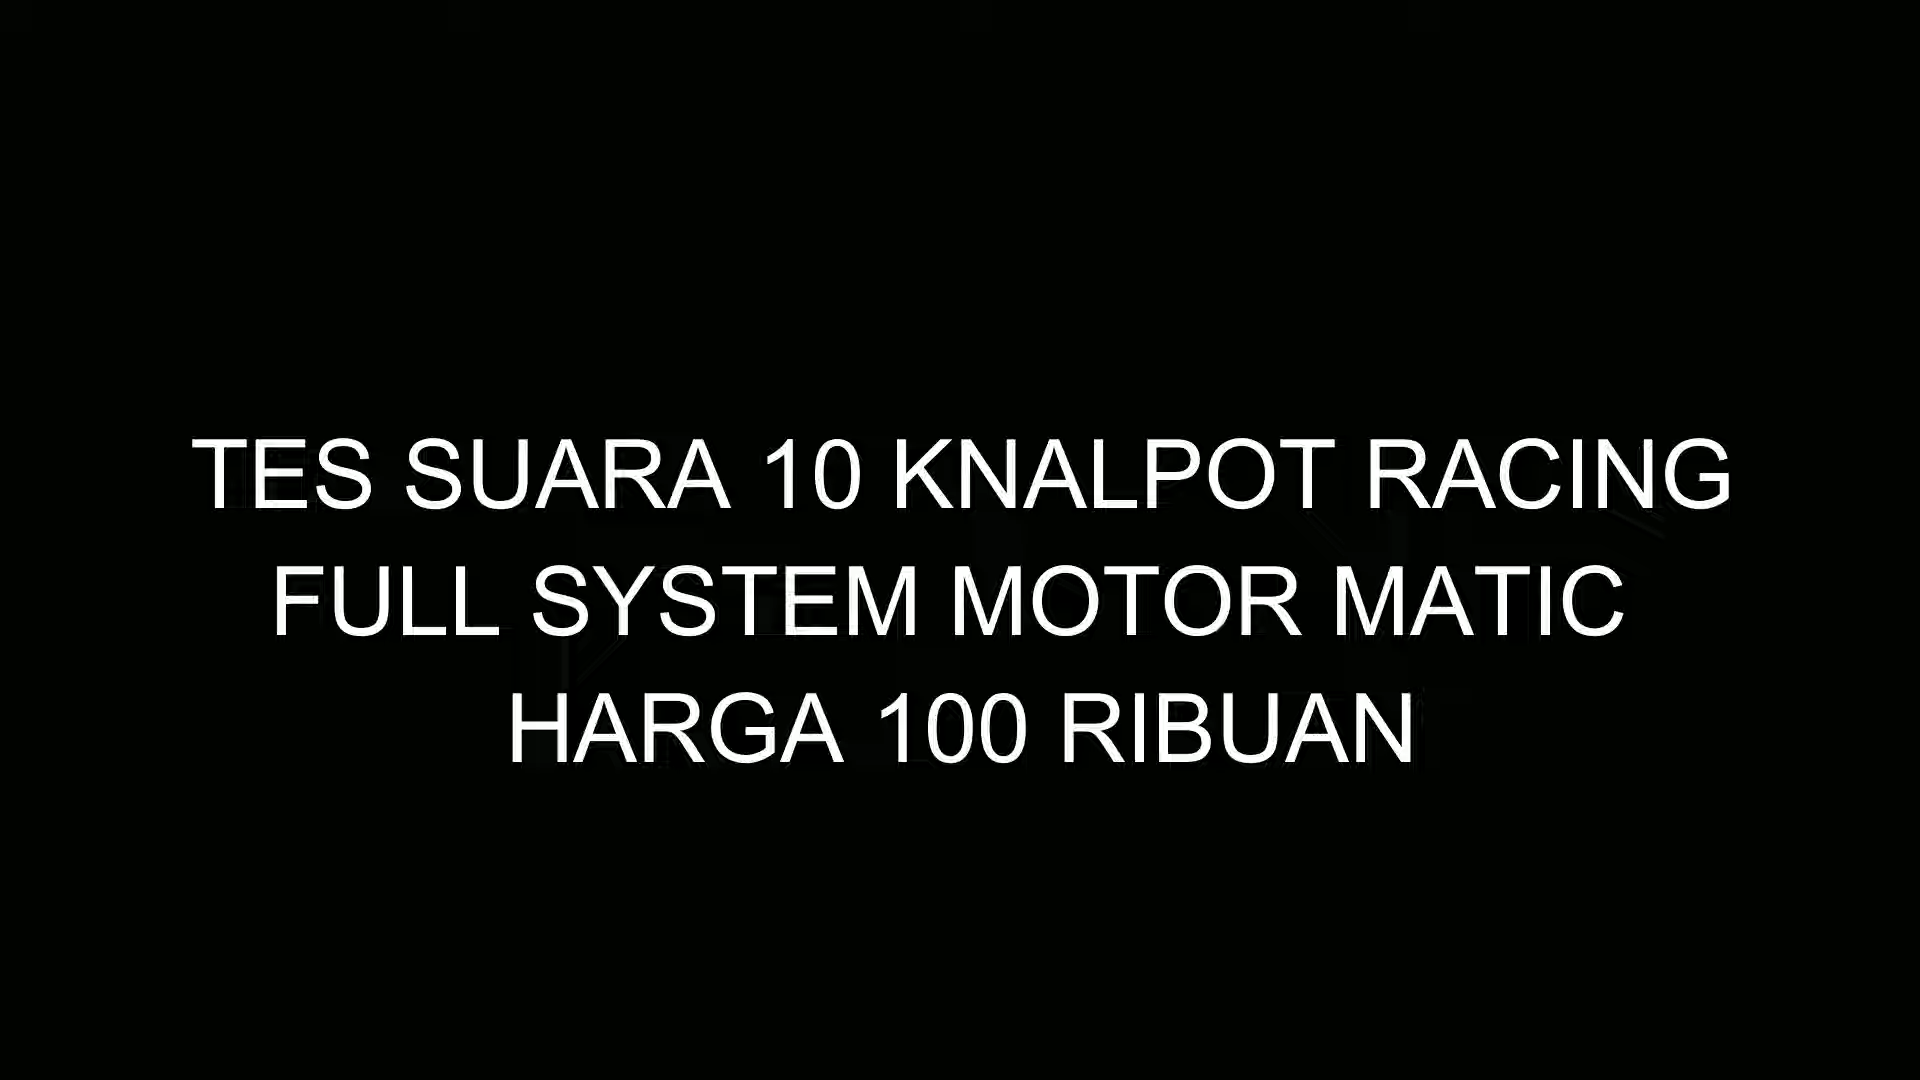 TES SUARA 10 KNALPOT RACING
FULL SYSTEM MOTOR MATIC
HARGA 100 RIBUAN